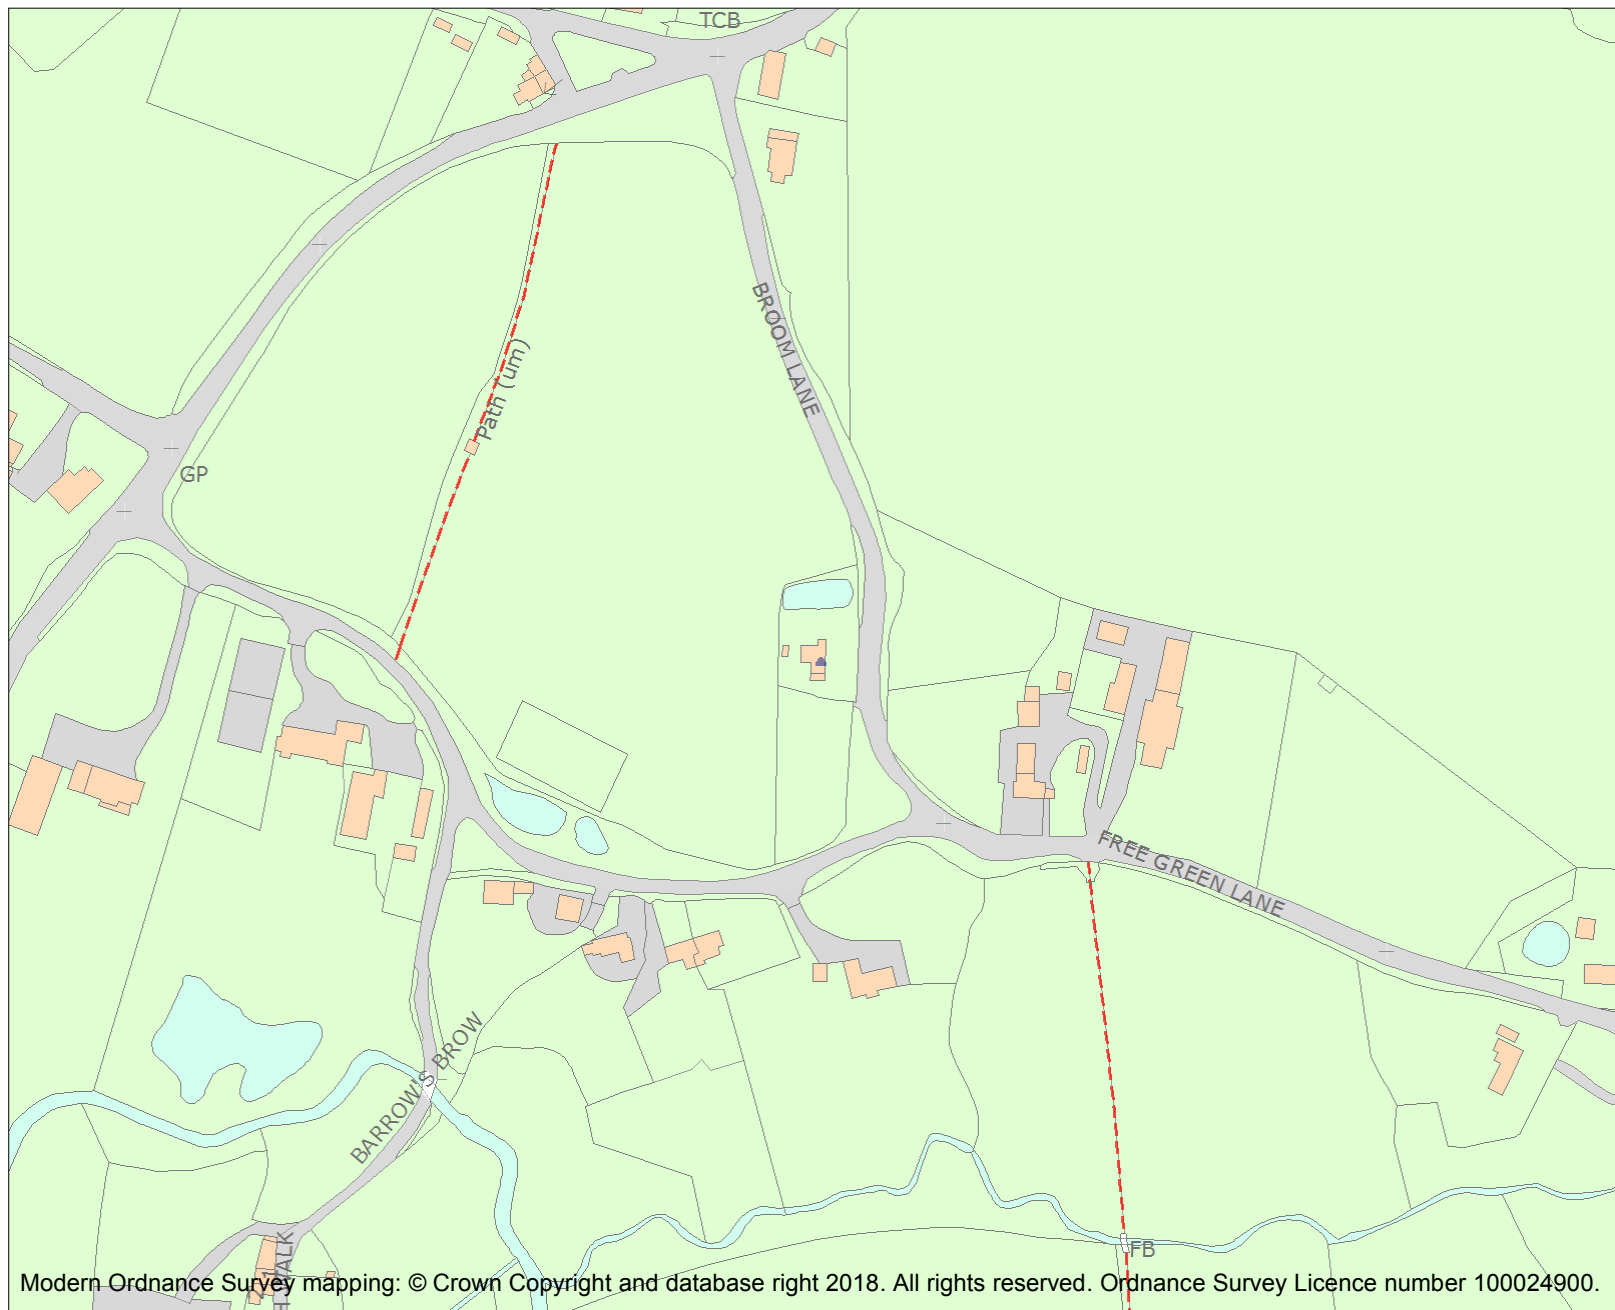 TCB
BROOM LANE
Path (um)
GP
FREE GREEN LANE
BARROW'S BROW
FB
Modern Ordnance Survey mapping: © Crown Copyright and database right 2018. All rights reserved. Ordnance Survey Licence number 100024900.